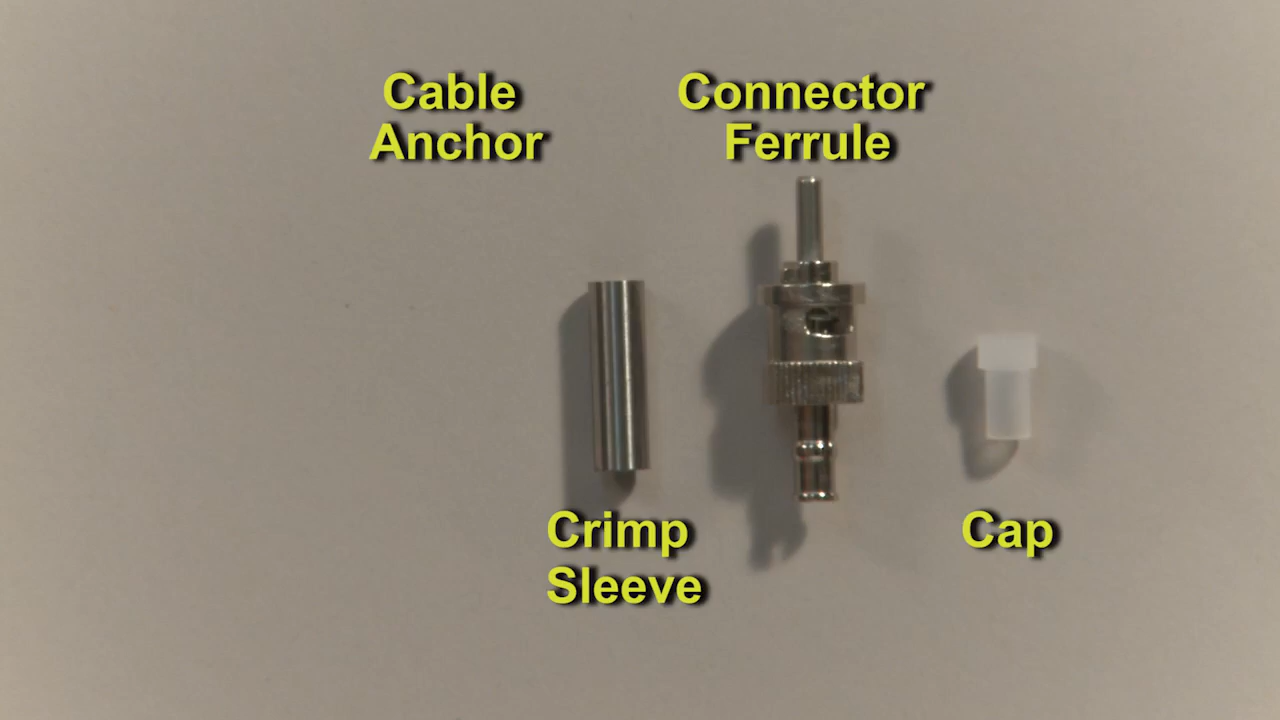 Cable
Anchor
Connector
Ferrule
Crimp
Sleeve
Cap